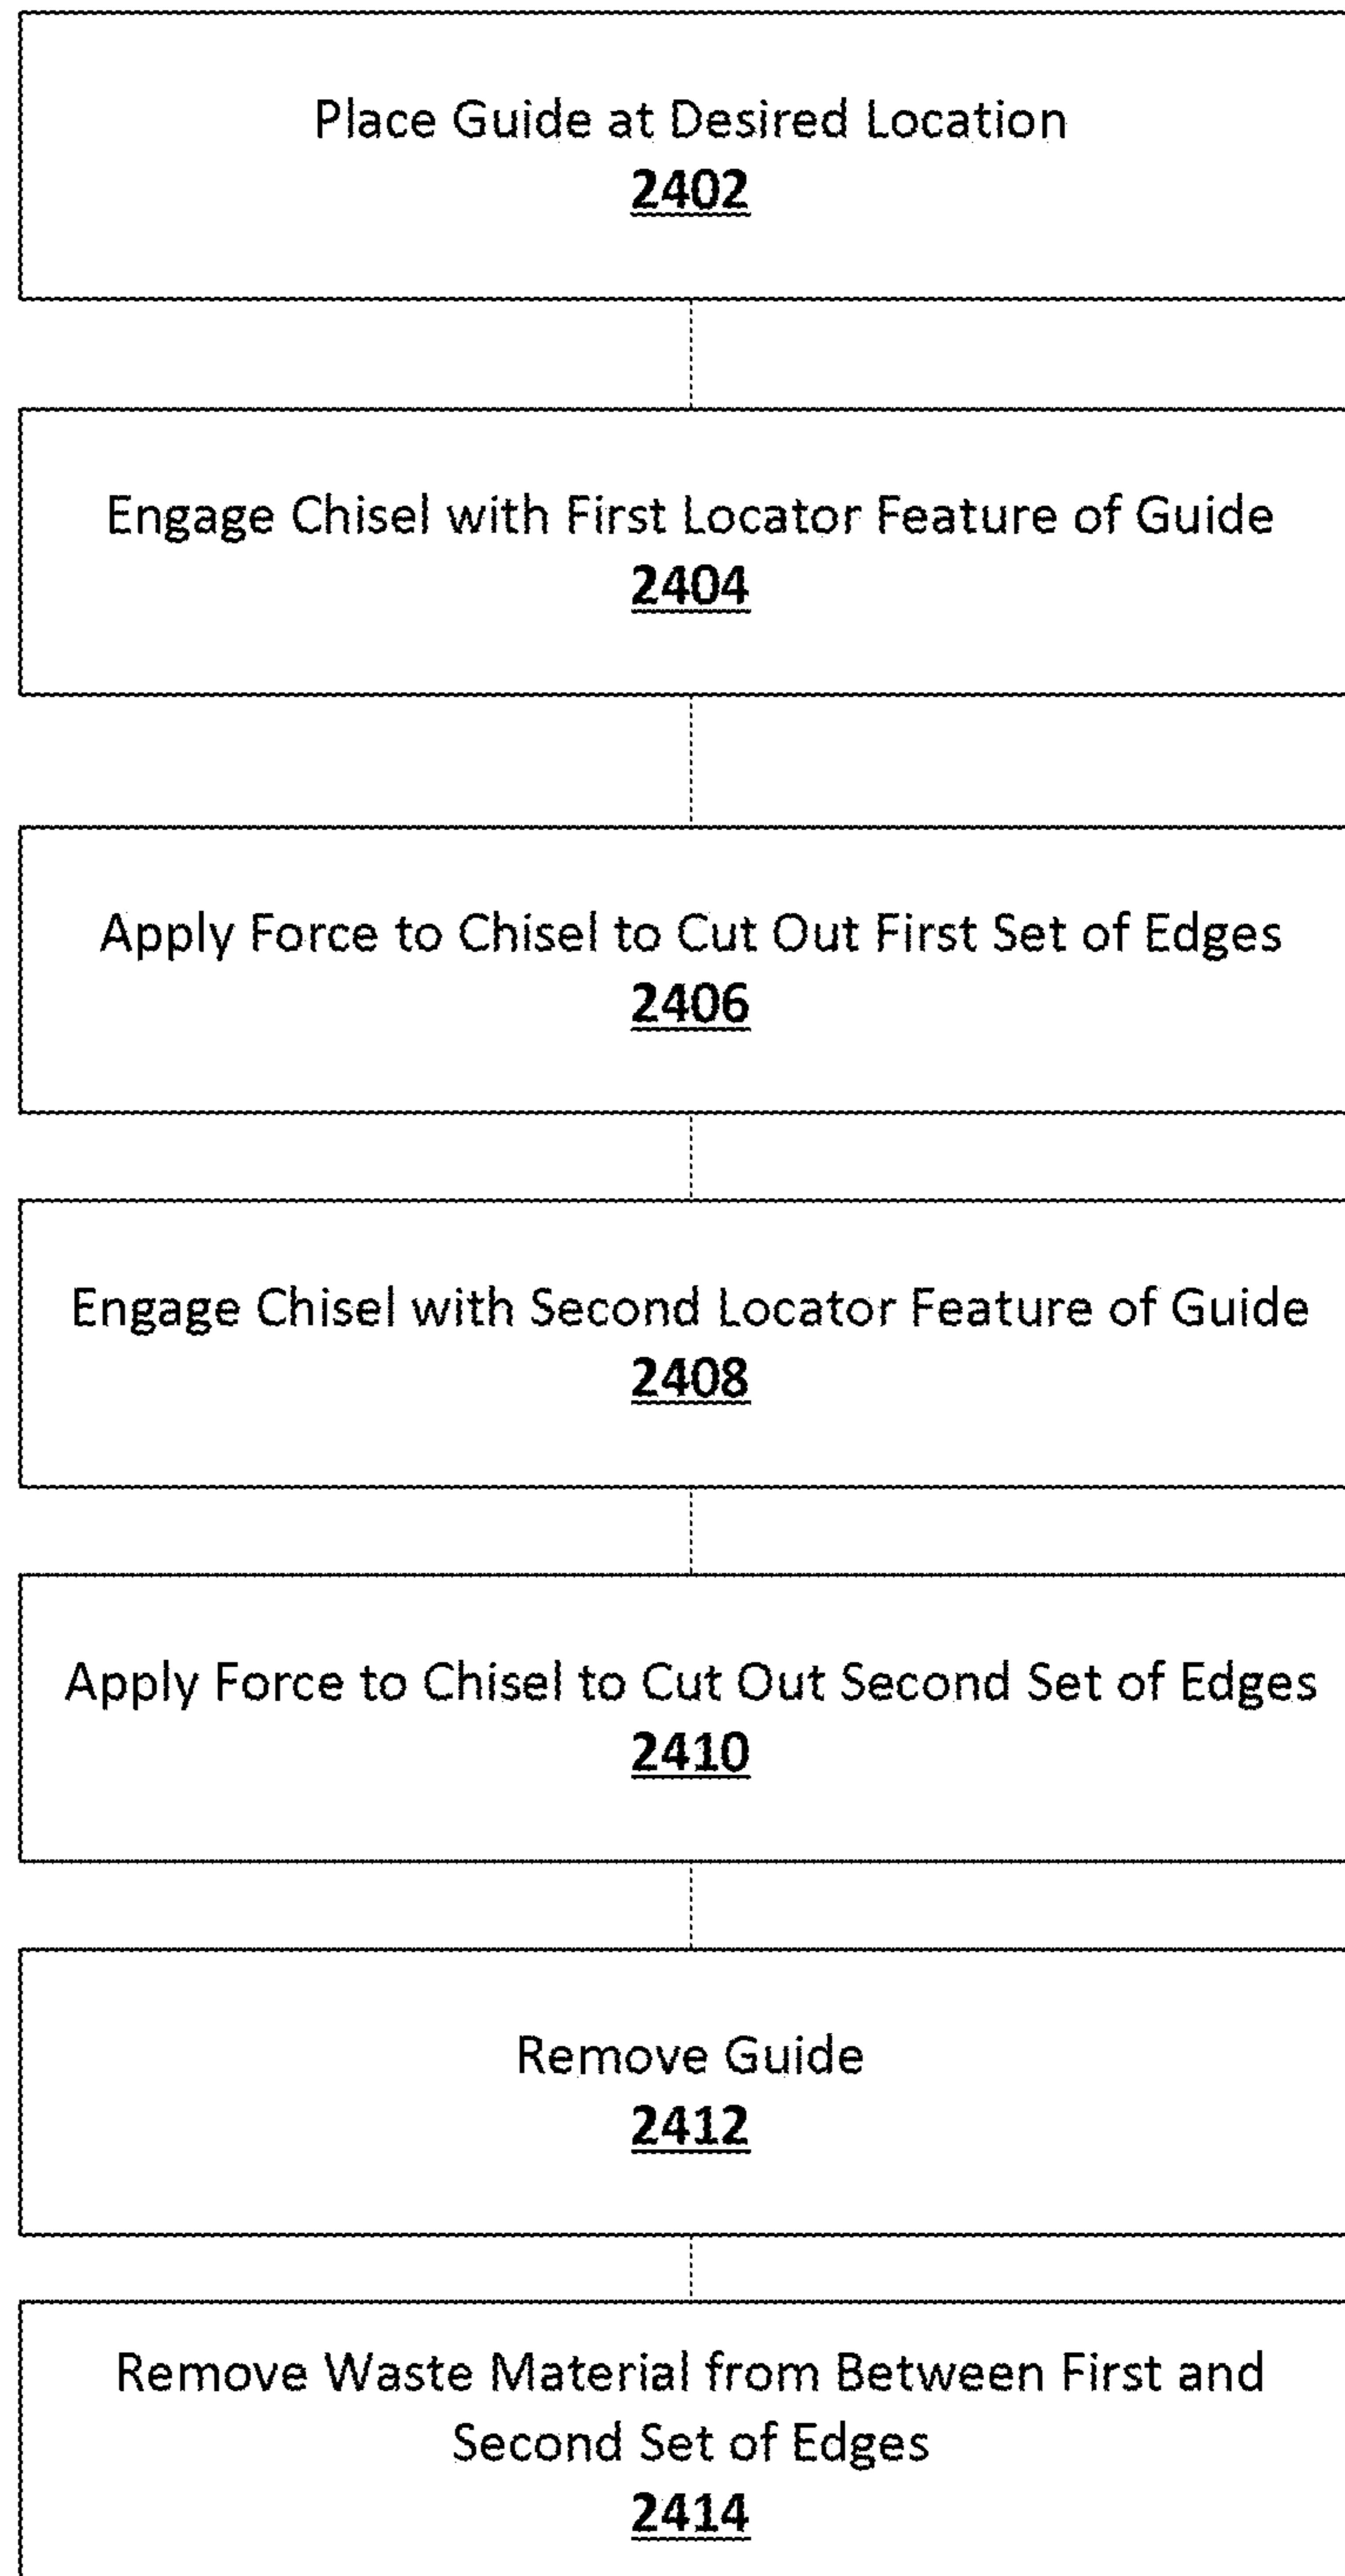 Place Guide at Desired Location
2402
Engage Chisel with First Locator Feature of Guide
2404
Apply Force to Chisel to Cut Out First Set of Edges
2406
Engage Chisel with Second Locator Feature of Guide
2408
Apply Force to Chisel to Cut Out Second Set of Edges
2410
Remove Guide
2412
Remove Waste Material from Between First and
Second Set of Edges
2414